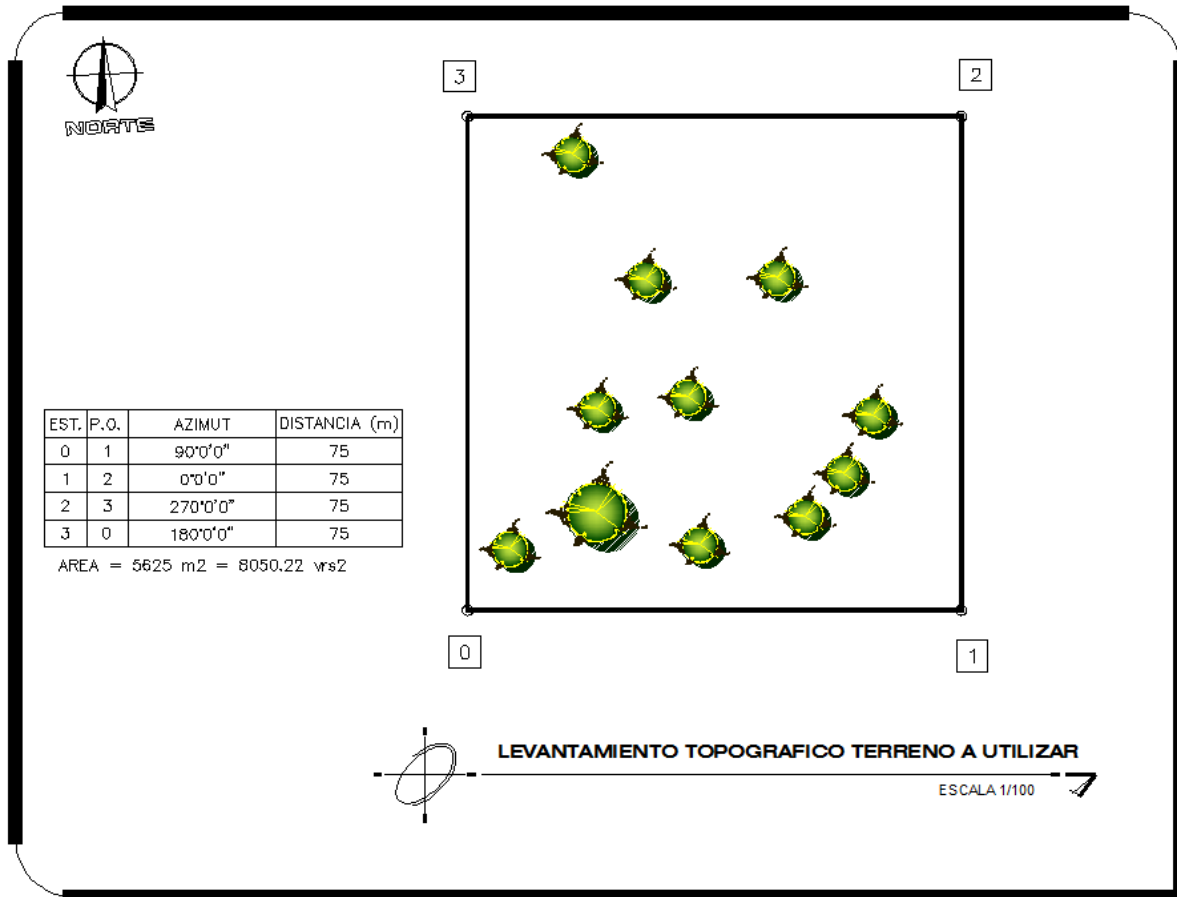 NORTE
3
2
EST. P.O. AZIMUT DISTANCIA (m)
0 1 90°0'0" 75
1 2 0°0'0" 75
2 3 270°0'0" 75
3 0 180°0'0" 75
AREA = 5625 m2 = 8050.22 vrs2
0
1
LEVANTAMIENTO TOPOGRAFICO TERRENO A UTILIZAR
ESCALA 1/100